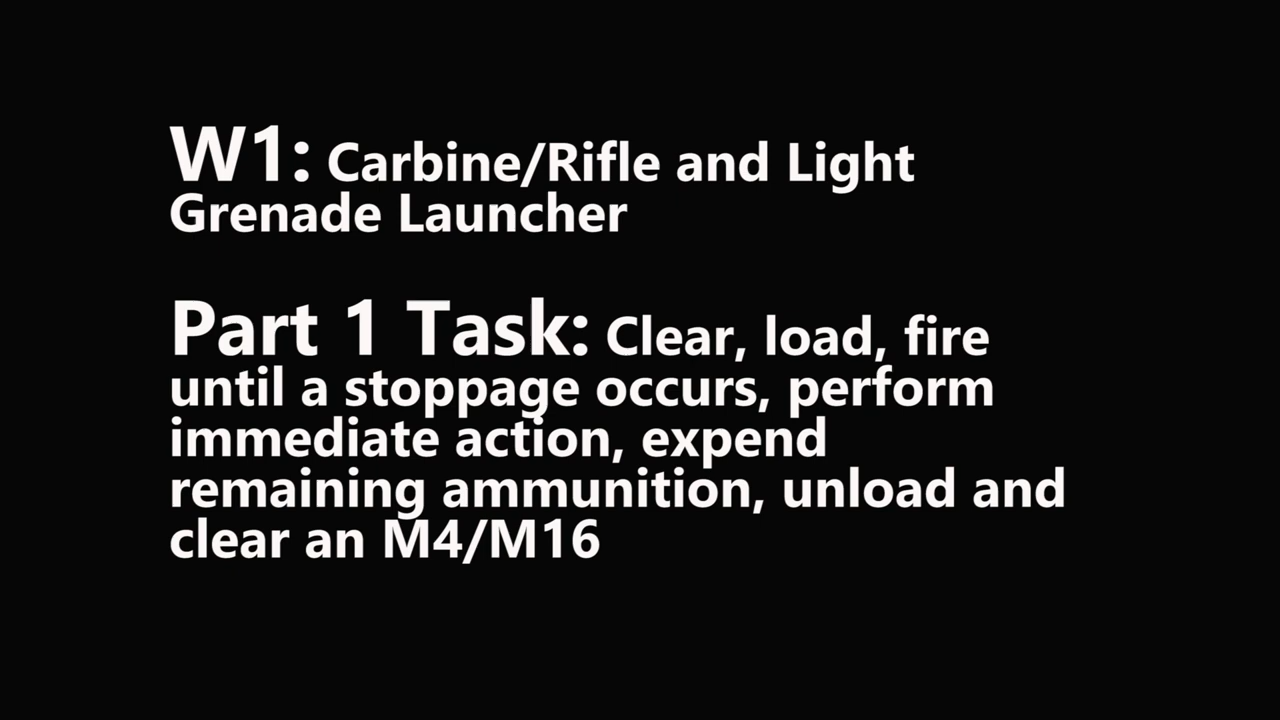 W1: Carbine/Rifle and Light
Grenade Launcher
Part 1 Task: Clear, load, fire
until a stoppage occurs, perform
immediate action, expend
remaining ammunition, unload and
clear an M4/M16